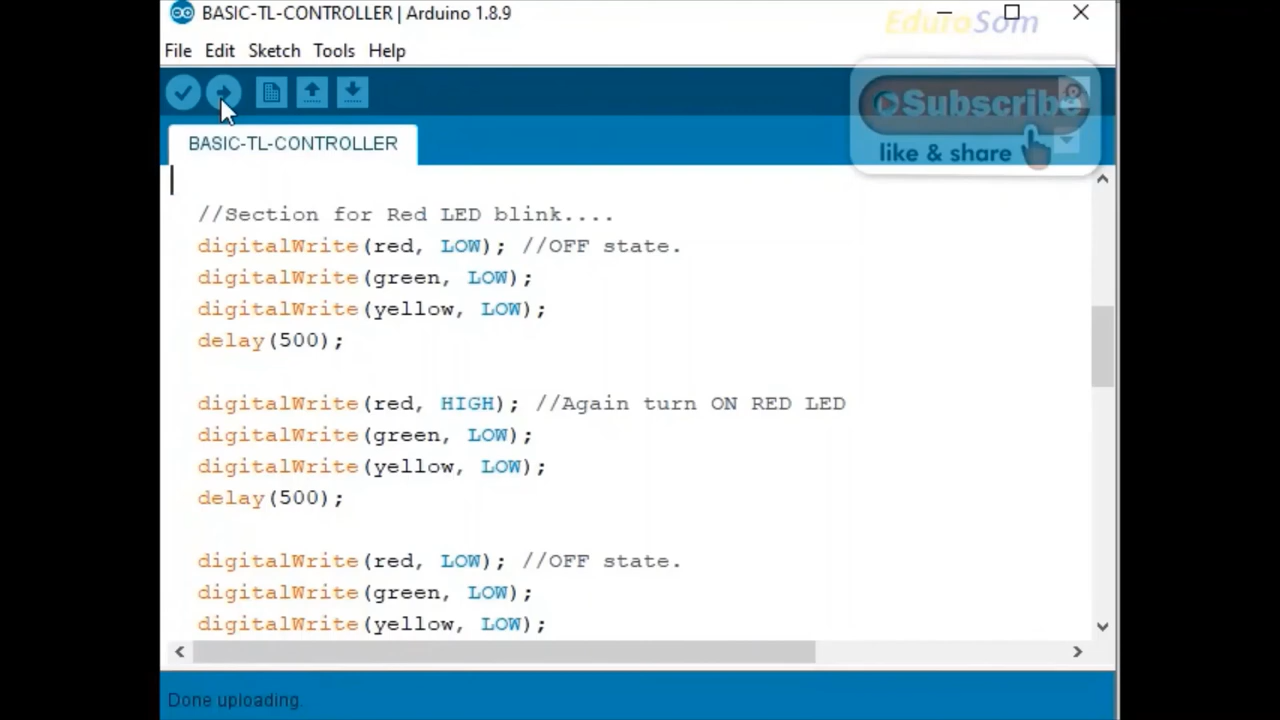 BASIC-TL-CONTROLLER | Arduino 1.8.9
EduroSom
File Edit Sketch Tools Help
Subscribe
like & share
BASIC-TL-CONTROLLER
//Section for Red LED blink....
digitalWrite(red, LOW); //OFF state.
digitalWrite(green, LOW);
digitalWrite(yellow, LOW);
delay(500);
digitalWrite(red, HIGH); //Again turn ON RED LED
digitalWrite(green, LOW);
digitalWrite(yellow, LOW);
delay(500);
digitalWrite(red, LOW); //OFF state.
digitalWrite(green, LOW);
digitalWrite(yellow, LOW);
Done uploading.